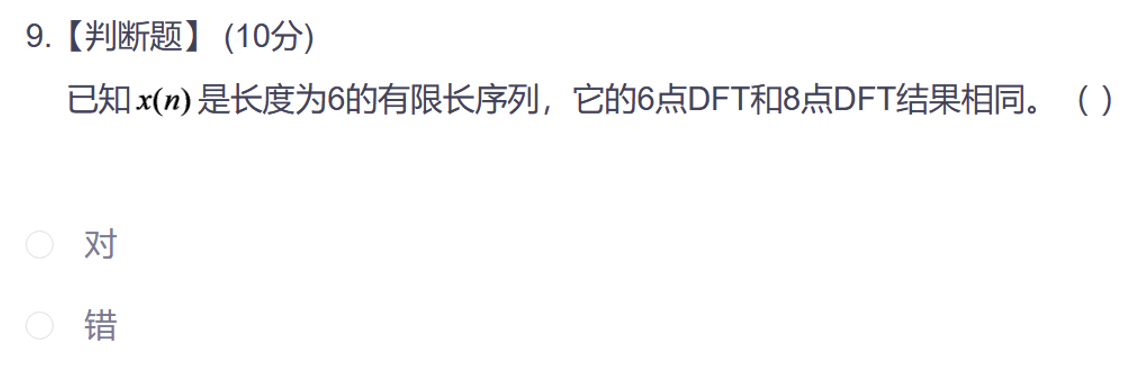 9.【判断题】 (10分)
已知 x(n) 是长度为6的有限长序列，它的6点DFT和8点DFT结果相同。 ( )
对
错